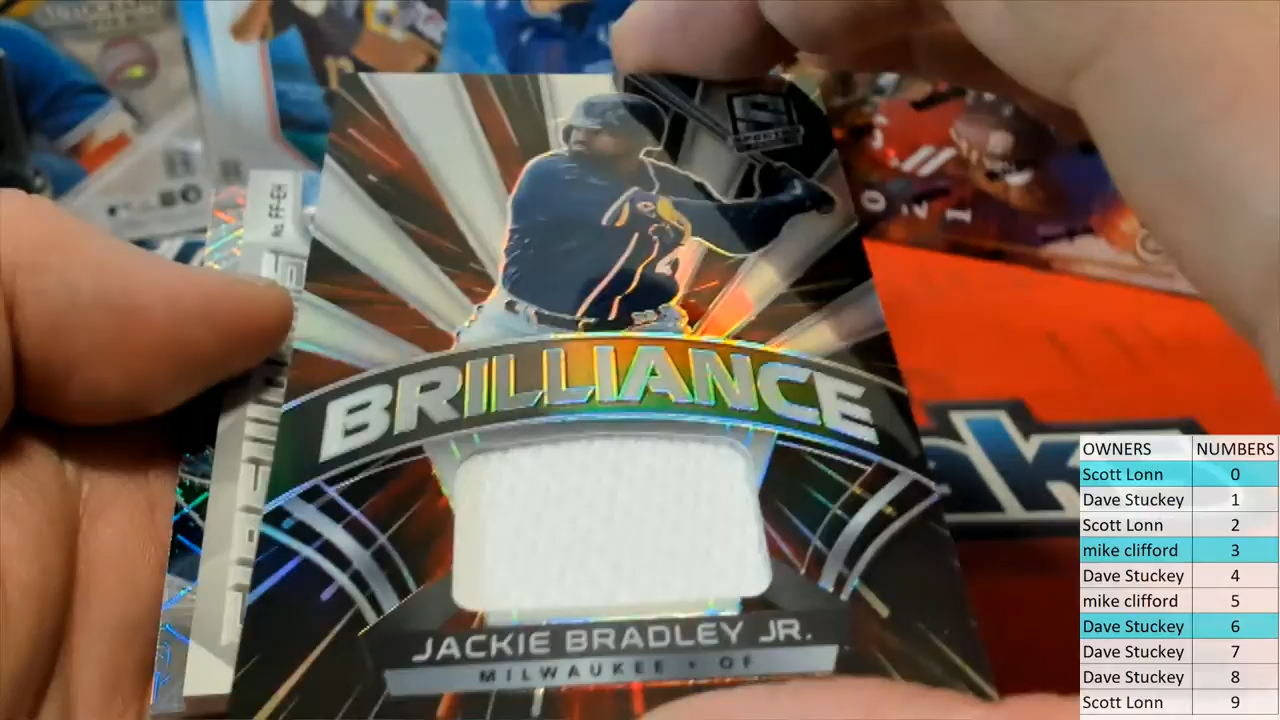 SPECTRA
BRILLIANCE
JACKIE BRADLEY JR.
MILWAUKEE • OF
021
OWNERS NUMBERS
Scott Lonn 0
Dave Stuckey 1
Scott Lonn 2
mike clifford 3
Dave Stuckey 4
mike clifford 5
Dave Stuckey 6
Dave Stuckey 7
Dave Stuckey 8
Scott Lonn 9